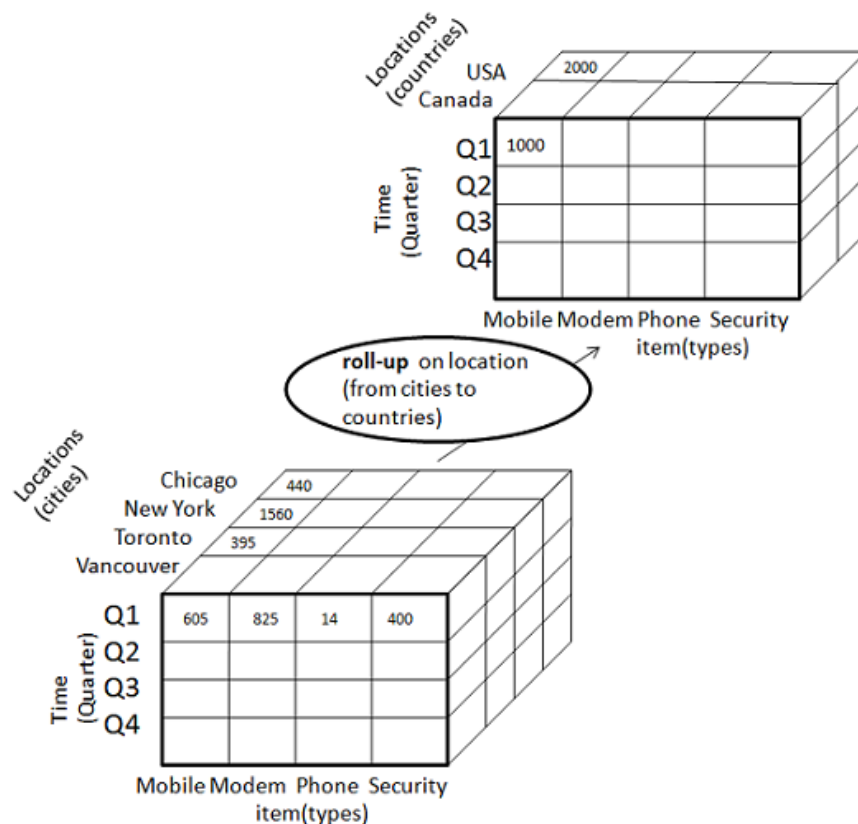 Locations
(countries)
USA
2000
Canada
Time
(Quarter)
Q1
1000
Q2
Q3
Q4
Mobile Modem Phone Security
item(types)
roll-up on location
(from cities to
countries)
Locations
(cities)
Chicago
440
New York
1560
Toronto
395
Vancouver
Time
(Quarter)
Q1
605 825 14 400
Q2
Q3
Q4
Mobile Modem Phone Security
item(types)